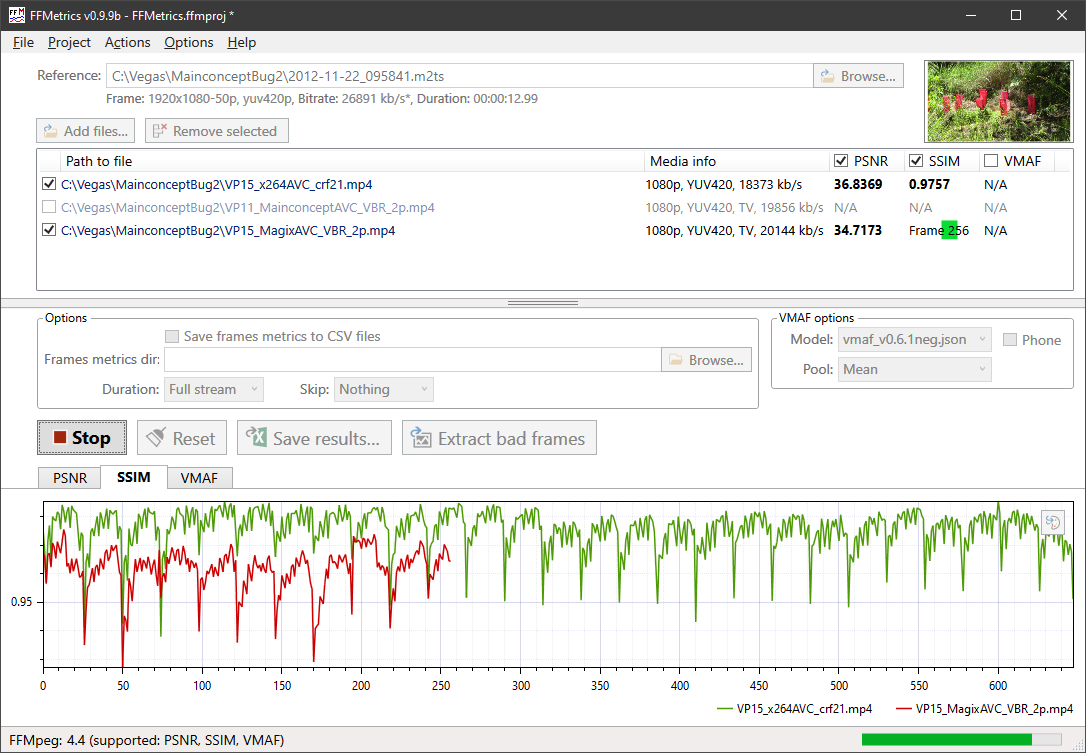 FFM
FFMetrics v0.9.9b - FFMetrics.ffmproj *
File Project Actions Options Help
Reference: C:\Vegas\MainconceptBug2\2012-11-22_095841.m2ts Browse...
Frame: 1920x1080-50p, yuv420p, Bitrate: 26891 kb/s*, Duration: 00:00:12.99
Add files... Remove selected
Path to file Media info PSNR SSIM VMAF
C:\Vegas\MainconceptBug2\VP15_x264AVC_crf21.mp4 1080p, YUV420, 18373 kb/s 36.8369 0.9757 N/A
C:\Vegas\MainconceptBug2\VP11_MainconceptAVC_VBR_2p.mp4 1080p, YUV420, TV, 19856 kb/s N/A N/A N/A
C:\Vegas\MainconceptBug2\VP15_MagixAVC_VBR_2p.mp4 1080p, YUV420, TV, 20144 kb/s 34.7173 Frame 256 N/A
Options VMAF options
Save frames metrics to CSV files Model: vmaf_v0.6.1neg.json Phone
Frames metrics dir: Browse... Pool: Mean
Duration: Full stream Skip: Nothing
Stop Reset Save results... Extract bad frames
PSNR SSIM VMAF
0.95
0 50 100 150 200 250 300 350 400 450 500 550 600
VP15_x264AVC_crf21.mp4 VP15_MagixAVC_VBR_2p.mp4
FFMpeg: 4.4 (supported: PSNR, SSIM, VMAF)